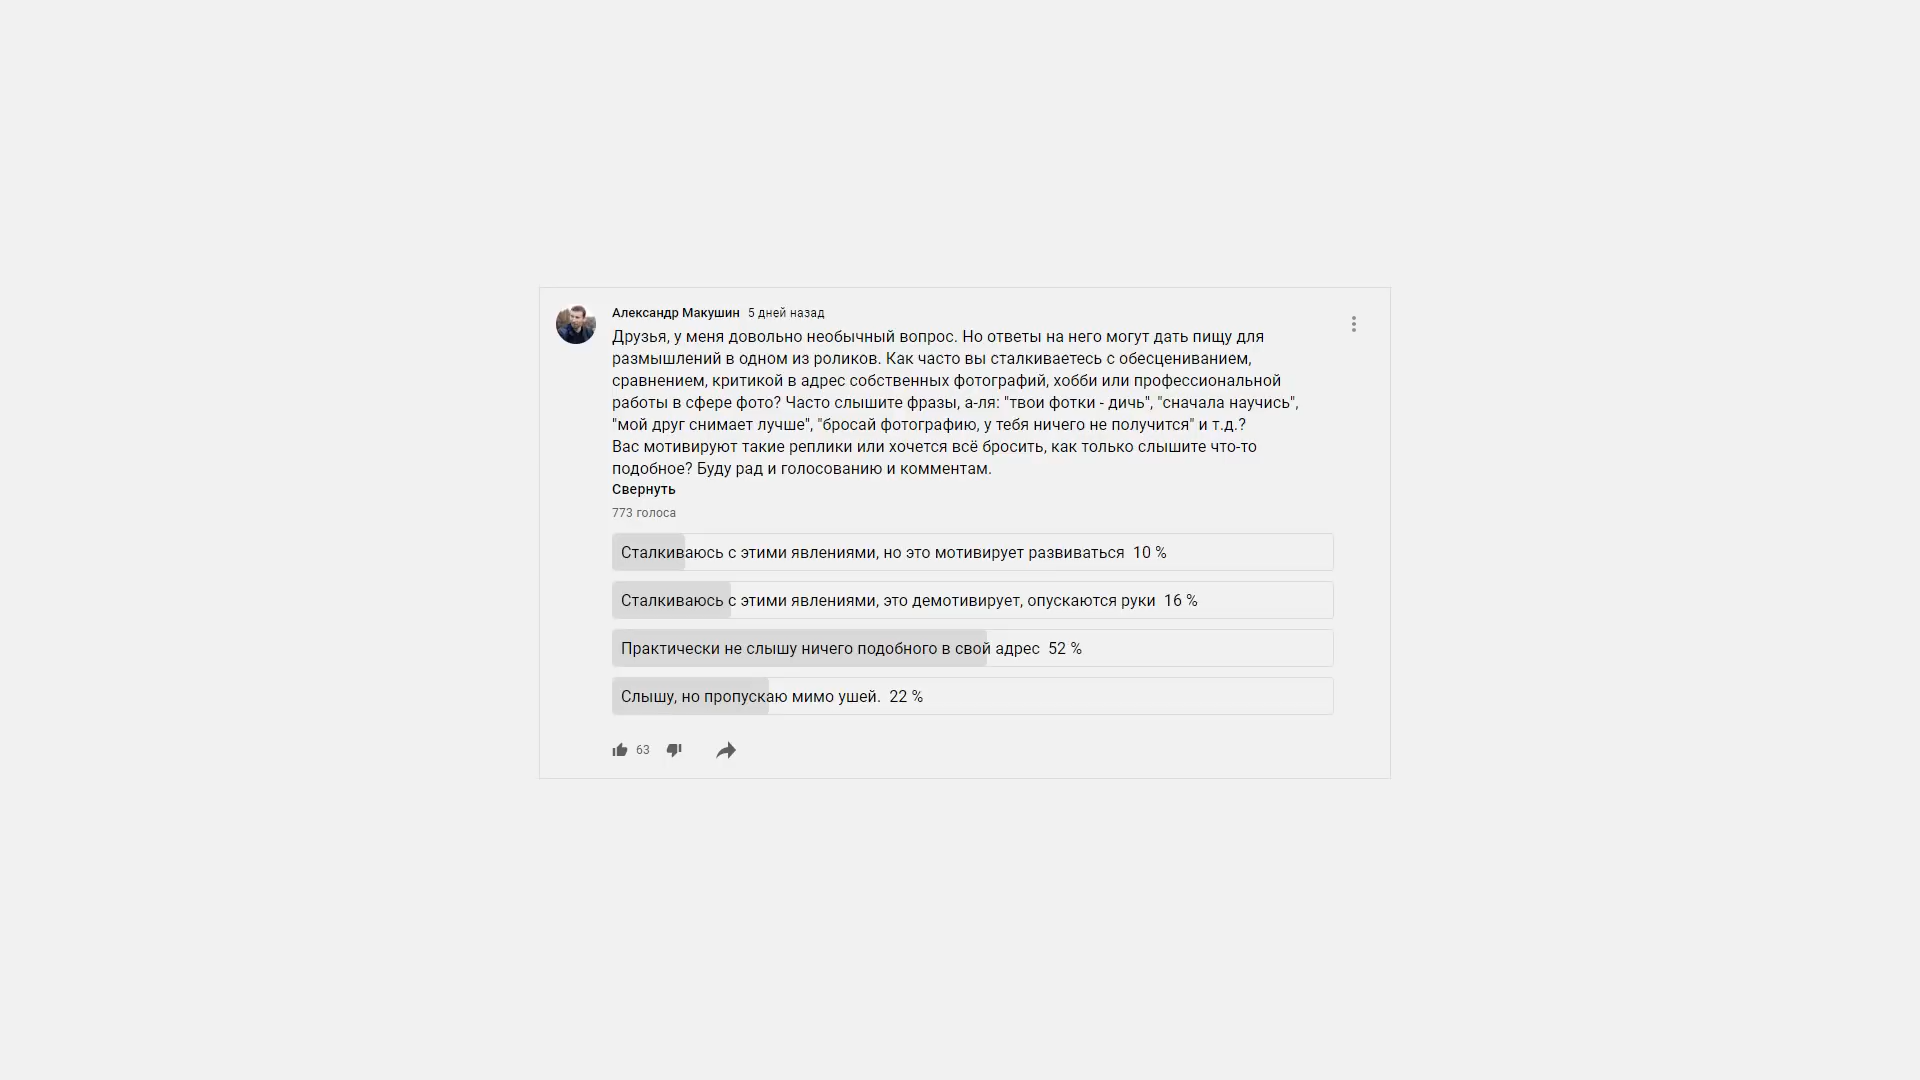 Александр Макушин 5 дней назад
Друзья, у меня довольно необычный вопрос. Но ответы на него могут дать пищу для
размышлений в одном из роликов. Как часто вы сталкиваетесь с обесцениванием,
сравнением, критикой в адрес собственных фотографий, хобби или профессиональной
работы в сфере фото? Часто слышите фразы, а-ля: "твои фотки - дичь", "сначала научись",
"мой друг снимает лучше", "бросай фотографию, у тебя ничего не получится" и т.д.?
Вас мотивируют такие реплики или хочется всё бросить, как только слышите что-то
подобное? Буду рад и голосованию и комментам.
Свернуть
773 голоса
Сталкиваюсь с этими явлениями, но это мотивирует развиваться 10 %
Сталкиваюсь с этими явлениями, это демотивирует, опускаются руки 16 %
Практически не слышу ничего подобного в свой адрес 52 %
Слышу, но пропускаю мимо ушей. 22 %
63